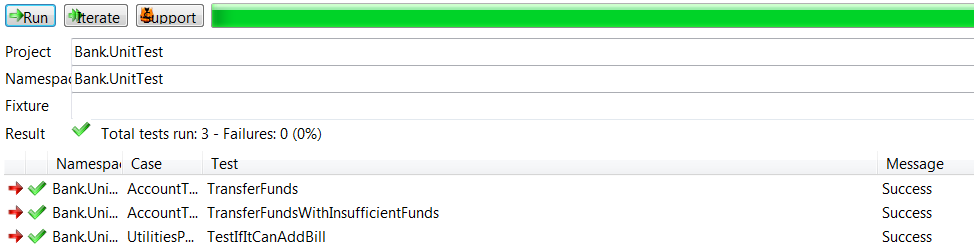 Run Iterate Support
Project Bank.UnitTest
Namespac Bank.UnitTest
Fixture
Result Total tests run: 3 - Failures: 0 (0%)
Namespac Case Test Message
Bank.Uni... AccountT... TransferFunds Success
Bank.Uni... AccountT... TransferFundsWithInsufficientFunds Success
Bank.Uni... UtilitiesP... TestIfItCanAddBill Success